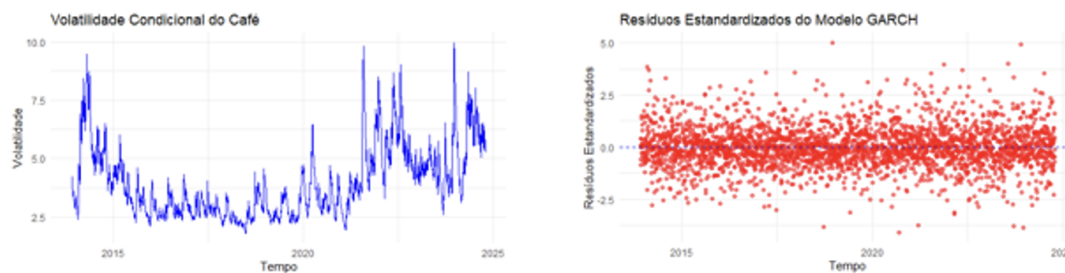 Volatilidade Condicional do Café
10.0
7.5
5.0
2.5
Volatilidade
2015
2020
2025
Tempo
Resíduos Estandardizados do Modelo GARCH
5.0
2.5
0.0
-2.5
Resíduos Estandardizados
2015
2020
202
Tempo